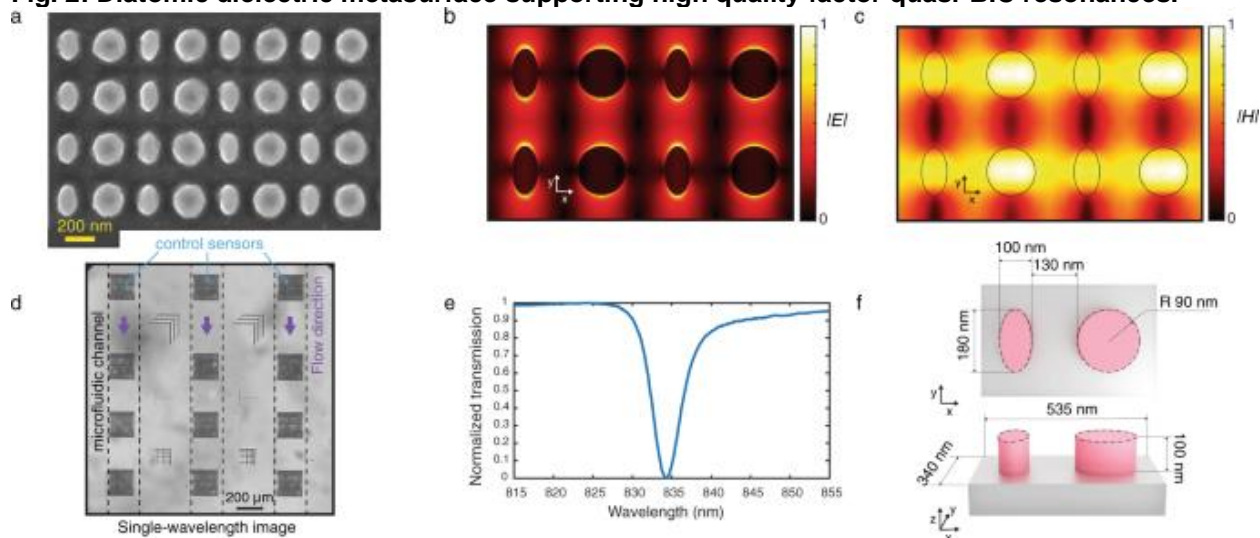 Fig. 2: Diatomic dielectric metasurface supporting high quality factor quasi-BIC resonances.
a
200 nm
b
1
|E|
0
y
x
c
1
|H|
0
y
x
control sensors
d
microfluidic channel
Flow direction
200 µm
Single-wavelength image
e
Normalized transmission
1
0.9
0.8
0.7
0.6
0.5
0.4
0.3
0.2
0.1
0
815 820 825 830 835 840 845 850 855
Wavelength (nm)
f
100 nm
130 nm
R 90 nm
180 nm
y
x
535 nm
340 nm
100 nm
z y
x